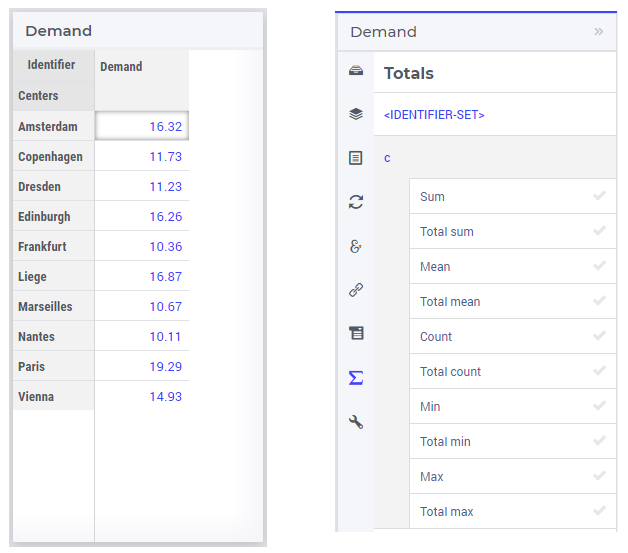 Demand
Identifier Demand
Centers
Amsterdam 16.32
Copenhagen 11.73
Dresden 11.23
Edinburgh 16.26
Frankfurt 10.36
Liege 16.87
Marseilles 10.67
Nantes 10.11
Paris 19.29
Vienna 14.93
Demand »
Totals
<IDENTIFIER-SET>
c
Sum
Total sum
Mean
Total mean
Count
Total count
Min
Total min
Max
Total max